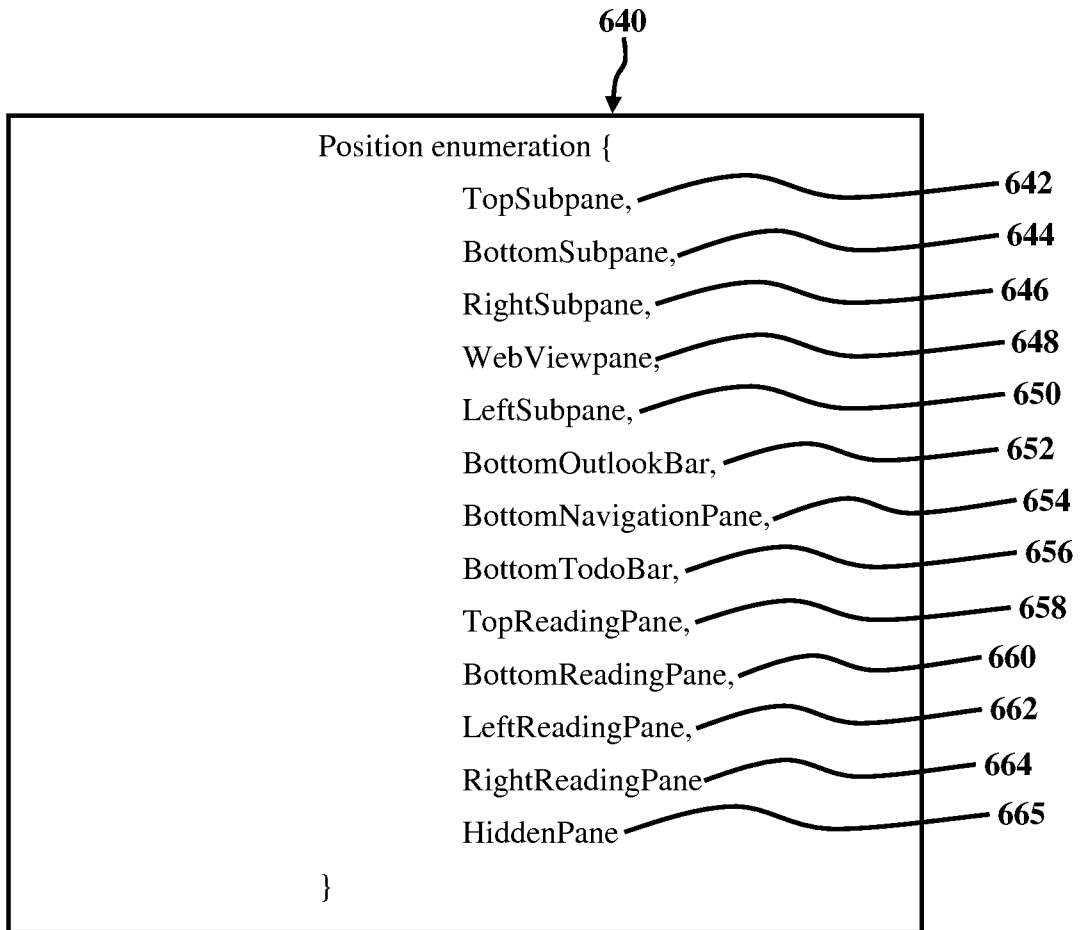 640
Position enumeration {
TopSubpane, 642
BottomSubpane, 644
RightSubpane, 646
WebViewpane, 648
LeftSubpane, 650
BottomOutlookBar, 652
BottomNavigationPane, 654
BottomTodoBar, 656
TopReadingPane, 658
BottomReadingPane, 660
LeftReadingPane, 662
RightReadingPane 664
HiddenPane 665
}